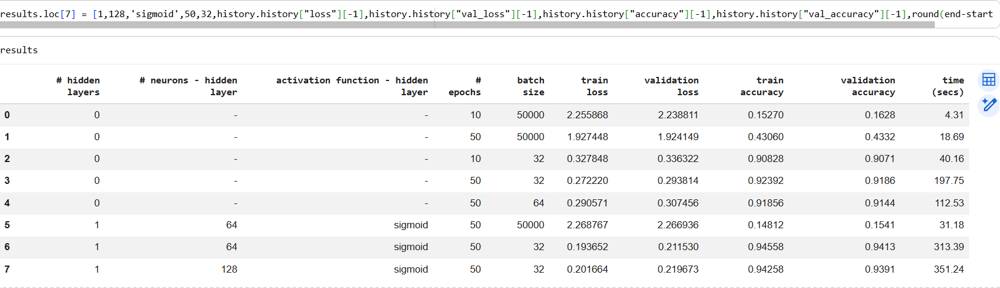 results.loc[7] = [1,128,'sigmoid',50,32,history.history["loss"][-1],history.history["val_loss"][-1],history.history["accuracy"][-1],history.history["val_accuracy"][-1],round(end-start
results
# hidden layers # neurons - hidden layer activation function - hidden layer # epochs batch size train loss validation loss train accuracy validation accuracy time (secs)
0 0 - - 10 50000 2.255868 2.238811 0.15270 0.1628 4.31
1 0 - - 50 50000 1.927448 1.924149 0.43060 0.4332 18.69
2 0 - - 10 32 0.327848 0.336322 0.90828 0.9071 40.16
3 0 - - 50 32 0.272220 0.293814 0.92392 0.9186 197.75
4 0 - - 50 64 0.290571 0.307456 0.91856 0.9144 112.53
5 1 64 sigmoid 50 50000 2.268767 2.266936 0.14812 0.1541 31.18
6 1 64 sigmoid 50 32 0.193652 0.211530 0.94558 0.9413 313.39
7 1 128 sigmoid 50 32 0.201664 0.219673 0.94258 0.9391 351.24